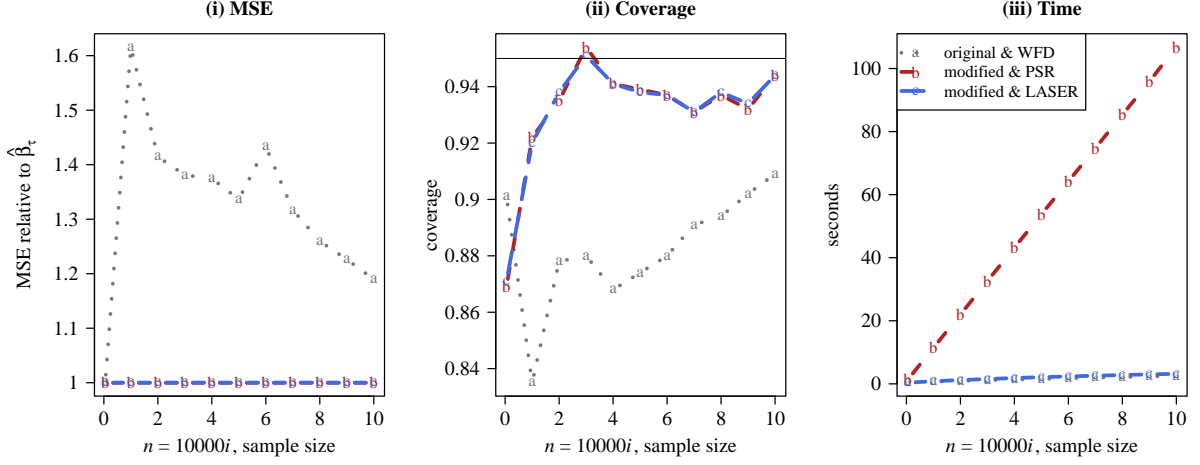 (i) MSE
MSE relative to β̂τ
1.6
1.5
1.4
1.3
1.2
1.1
1
0 2 4 6 8 10
n = 10000i, sample size
a a a a a a a a a a
b b b b b b b b b b b
c c c c c c c c c c c
(ii) Coverage
coverage
0.94
0.92
0.9
0.88
0.86
0.84
0 2 4 6 8 10
n = 10000i, sample size
a a a a a a a a a a a
b b b b b b b b b b b
c c c c c c c c c c c
(iii) Time
seconds
100
80
60
40
20
0
0 2 4 6 8 10
n = 10000i, sample size
a original & WFD
b modified & PSR
c modified & LASER
b b b b b b b b b b b